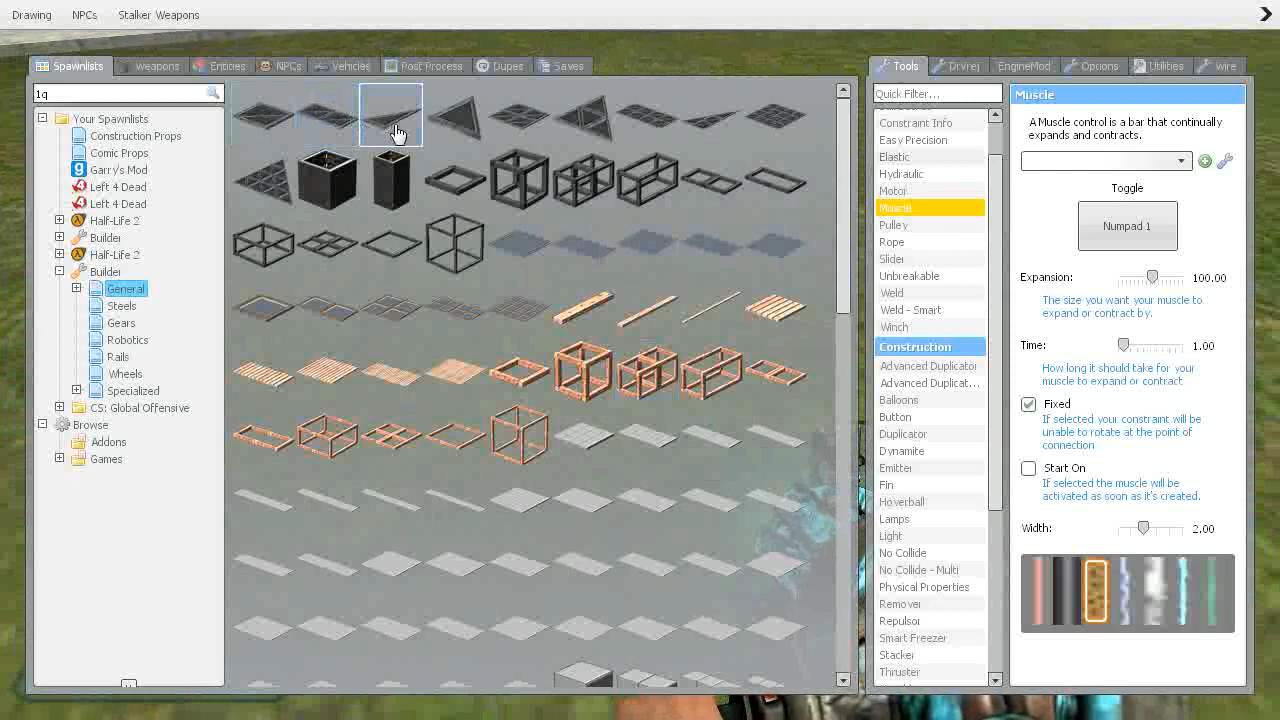 Drawing NPCs Stalker Weapons
Spawnlists weapons Entities NPCs Vehicles Post Process Dupes Saves
1q
Your Spawnlists
Construction Props
Comic Props
Garry's Mod
Left 4 Dead
Left 4 Dead
Half-Life 2
Builder
Half-Life 2
Builder
General
Steels
Gears
Robotics
Rails
Wheels
Specialized
CS: Global Offensive
Browse
Addons
Games
Tools Drvrej EngineMod Options Utilities wire
Quick Filter...
Constraint Info
Easy Precision
Elastic
Hydraulic
Motor
Muscle
Pulley
Rope
Slider
Unbreakable
Weld
Weld - Smart
Winch
Construction
Advanced Duplicator
Advanced Duplicat...
Balloons
Button
Duplicator
Dynamite
Emitter
Fin
Hoverball
Lamps
Light
No Collide
No Collide - Multi
Physical Properties
Remover
Repulsor
Smart Freezer
Stacker
Thruster
Muscle
A Muscle control is a bar that continually
expands and contracts.
Toggle
Numpad 1
Expansion: 100.00
The size you want your muscle to
expand or contract by.
Time: 1.00
How long it should take for your
muscle to expand or contract
Fixed
If selected your constraint will be
unable to rotate at the point of
connection
Start On
If selected the muscle will be
activated as soon as it's created.
Width: 2.00